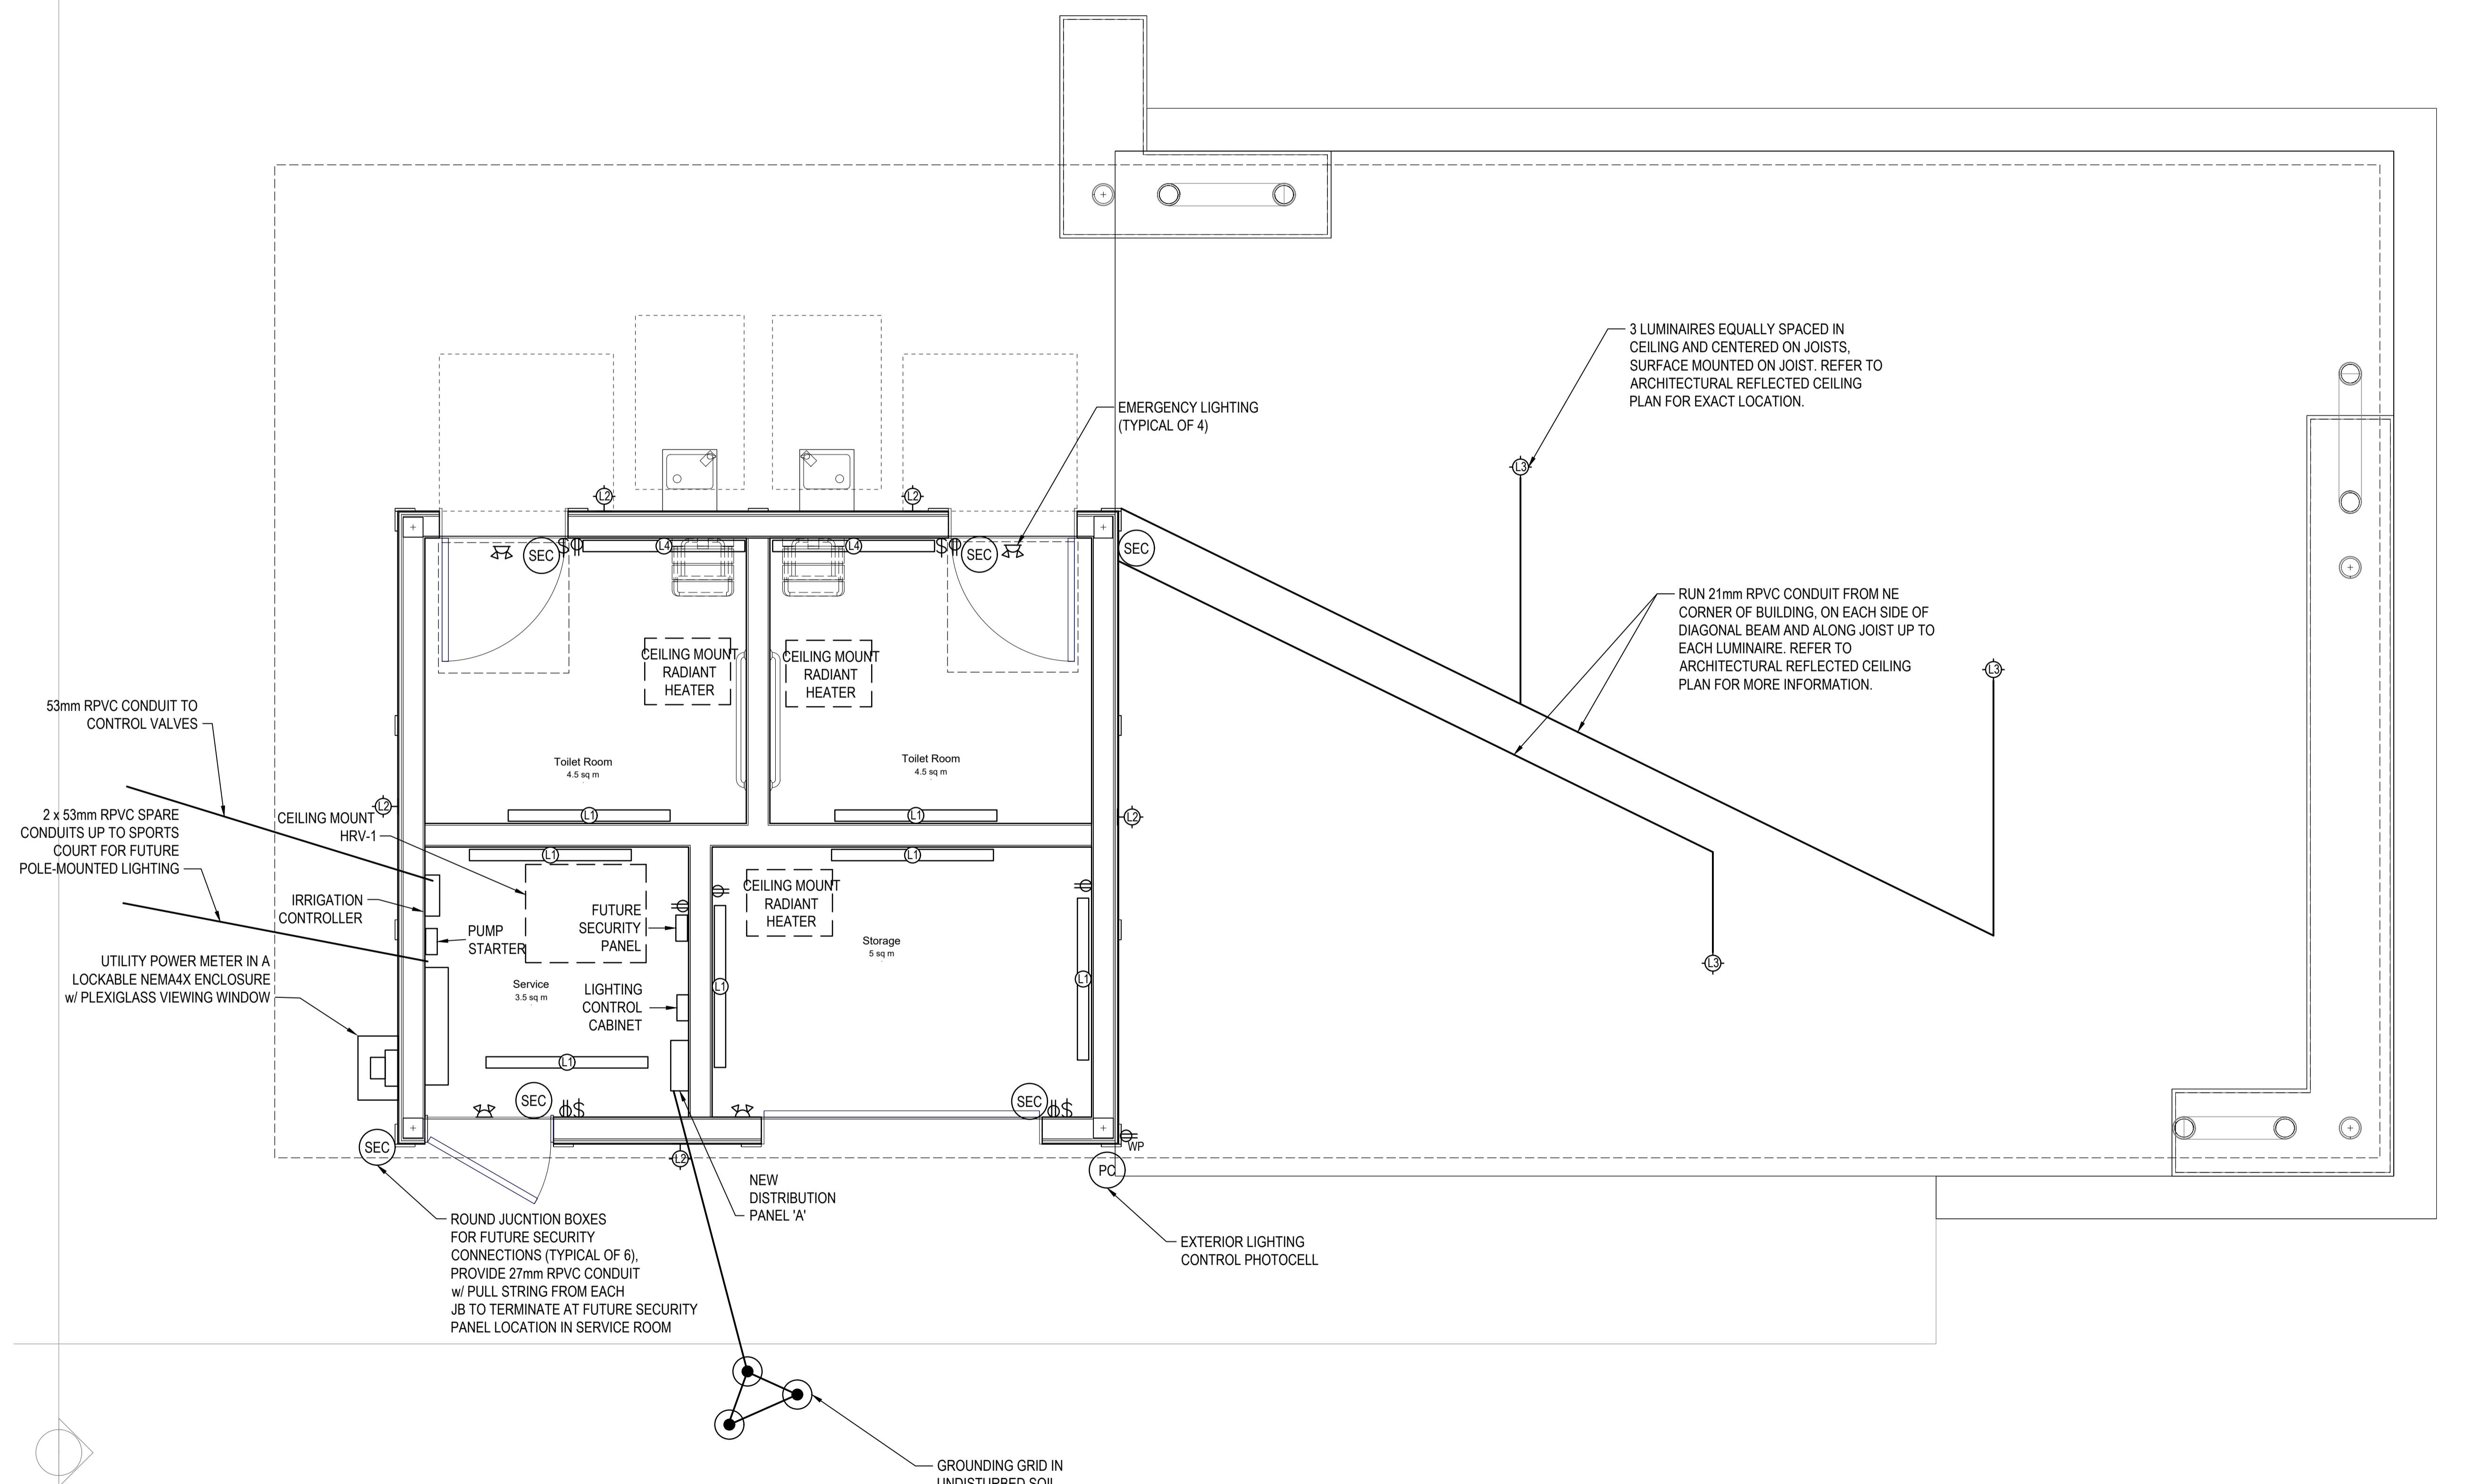 3 LUMINAIRES EQUALLY SPACED IN
CEILING AND CENTERED ON JOISTS,
SURFACE MOUNTED ON JOIST. REFER TO
ARCHITECTURAL REFLECTED CEILING
PLAN FOR EXACT LOCATION.
EMERGENCY LIGHTING
(TYPICAL OF 4)
L3
L2
L2
SEC
$
L4
L4
$
SEC
SEC
RUN 21mm RPVC CONDUIT FROM NE
CORNER OF BUILDING, ON EACH SIDE OF
DIAGONAL BEAM AND ALONG JOIST UP TO
EACH LUMINAIRE. REFER TO
ARCHITECTURAL REFLECTED CEILING
PLAN FOR MORE INFORMATION.
L3
CEILING MOUNT
RADIANT
HEATER
CEILING MOUNT
RADIANT
HEATER
53mm RPVC CONDUIT TO
CONTROL VALVES
Toilet Room
4.5 sq m
Toilet Room
4.5 sq m
L2
L1
L1
L2
2 x 53mm RPVC SPARE
CONDUITS UP TO SPORTS
COURT FOR FUTURE
POLE-MOUNTED LIGHTING
CEILING MOUNT
HRV-1
L1
L1
IRRIGATION
CONTROLLER
PUMP
STARTER
FUTURE
SECURITY
PANEL
CEILING MOUNT
RADIANT
HEATER
Storage
5 sq m
L3
UTILITY POWER METER IN A
LOCKABLE NEMA4X ENCLOSURE
w/ PLEXIGLASS VIEWING WINDOW
Service
3.5 sq m
LIGHTING
CONTROL
CABINET
L1
L1
L1
SEC
$
SEC
$
SEC
L2
WP
PC
NEW
DISTRIBUTION
PANEL 'A'
ROUND JUCNTION BOXES
FOR FUTURE SECURITY
CONNECTIONS (TYPICAL OF 6),
PROVIDE 27mm RPVC CONDUIT
w/ PULL STRING FROM EACH
JB TO TERMINATE AT FUTURE SECURITY
PANEL LOCATION IN SERVICE ROOM
EXTERIOR LIGHTING
CONTROL PHOTOCELL
GROUNDING GRID IN
UNDISTURBED SOIL